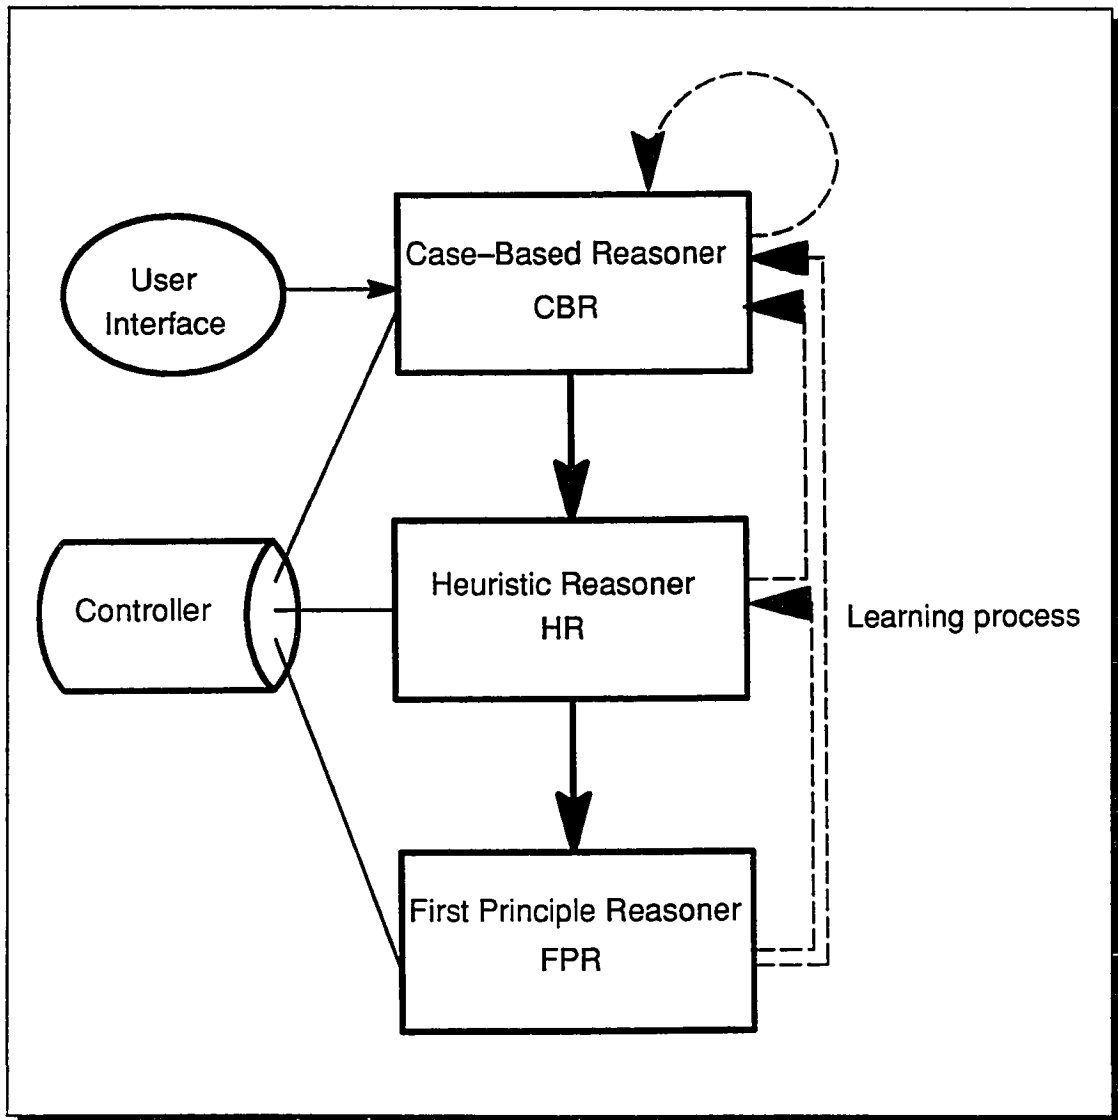 Case–Based Reasoner
CBR
User
Interface
Heuristic Reasoner
HR
Controller
Learning process
First Principle Reasoner
FPR